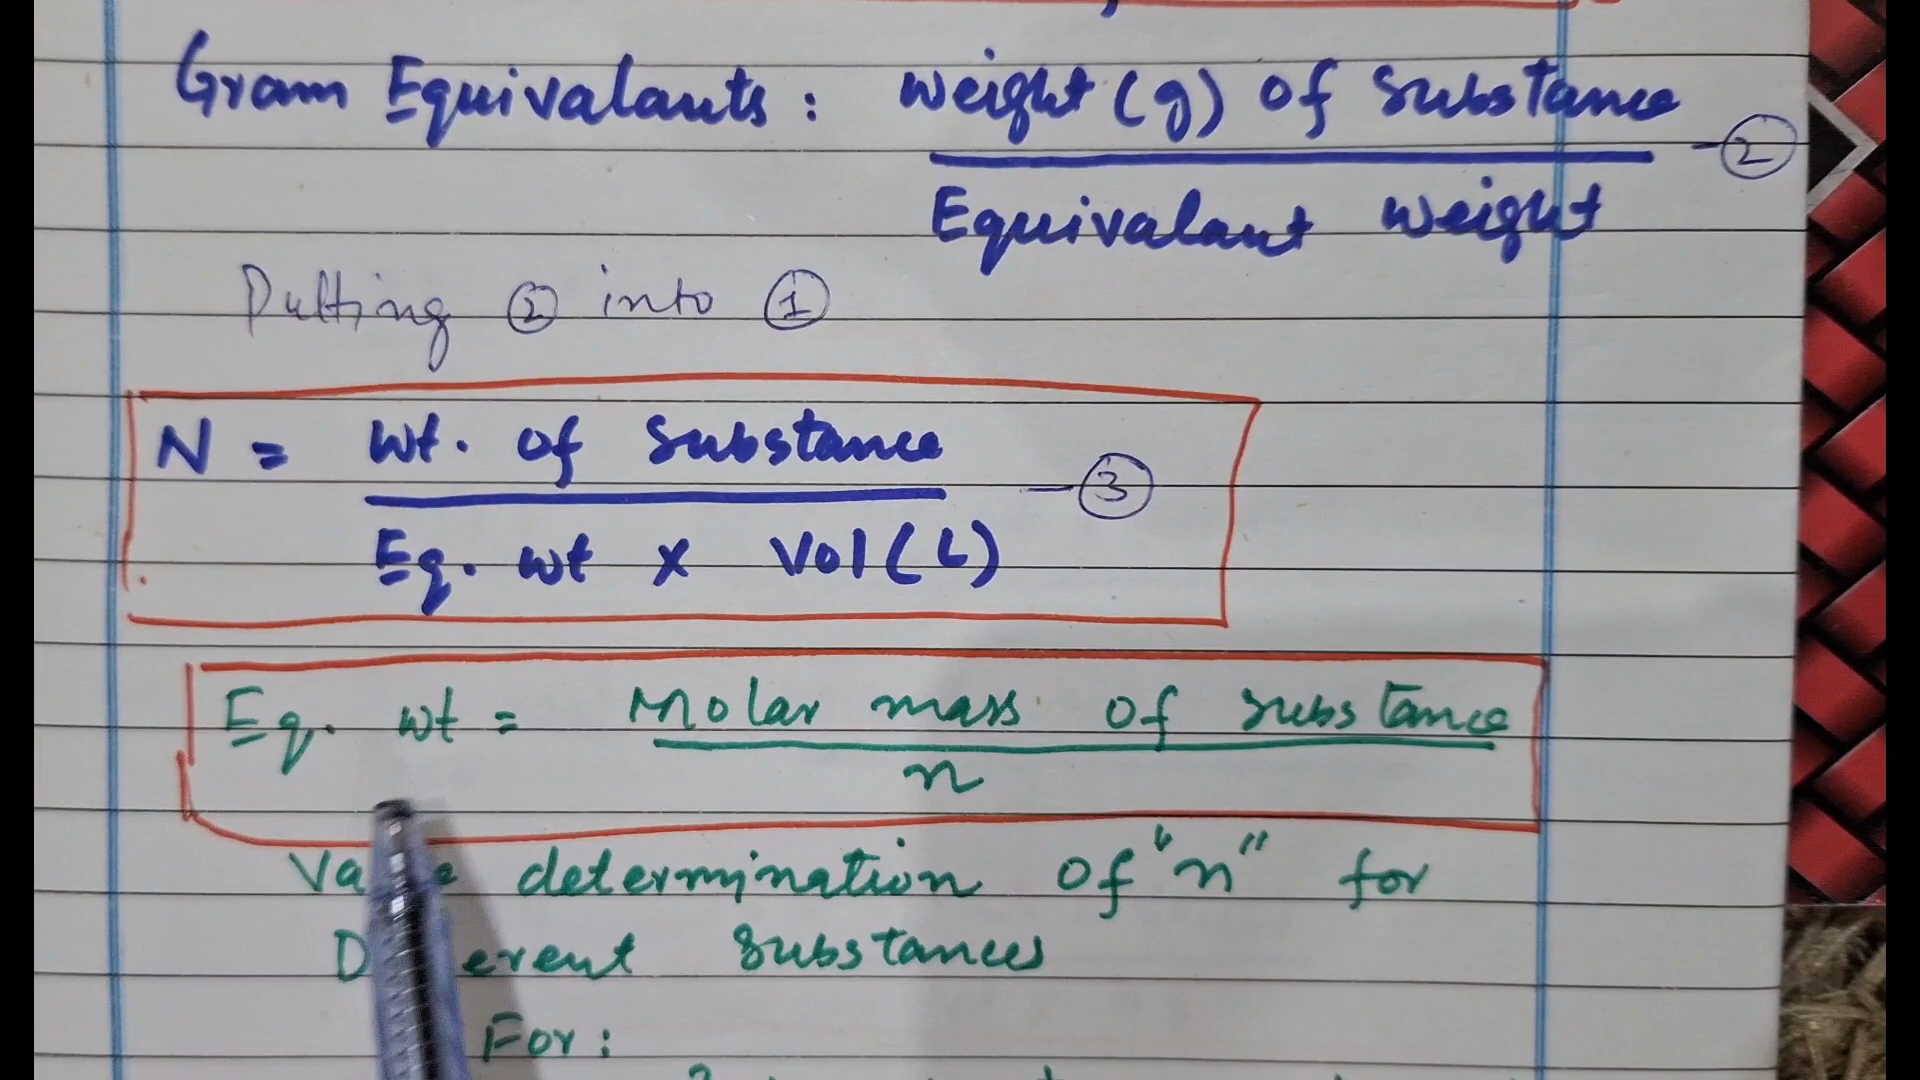 Gram Equivalants: weight (g) of substance
Equivalant weight
- 2
Putting 2 into 1
N = Wt. of substance
Eq. wt x Vol (L)
- 3
Eq. wt = Molar mass of substance
n
determination of "n" for
substances
For: